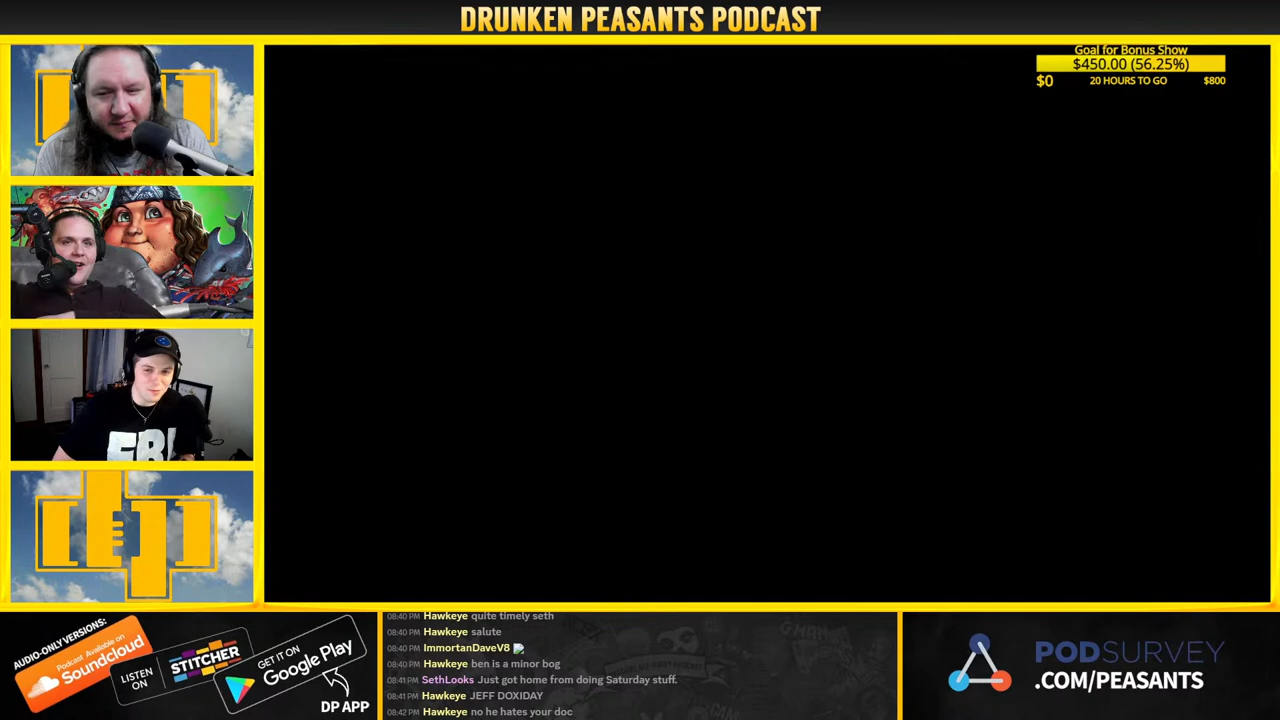 DRUNKEN PEASANTS PODCAST
Goal for Bonus Show
$450.00 (56.25%)
$0 20 HOURS TO GO $800
FBI
AUDIO-ONLY VERSIONS:
Podcast Available on
Soundcloud
LISTEN ON
STITCHER
GET IT ON
Google Play
DP APP
08:40 PM Hawkeye quite timely seth
08:40 PM Hawkeye salute
08:40 PM ImmortanDaveV8
08:40 PM Hawkeye ben is a minor bog
08:41 PM SethLooks Just got home from doing Saturday stuff.
08:41 PM Hawkeye JEFF DOXIDAY
08:42 PM Hawkeye no he hates your doc
PODSURVEY
.COM/PEASANTS